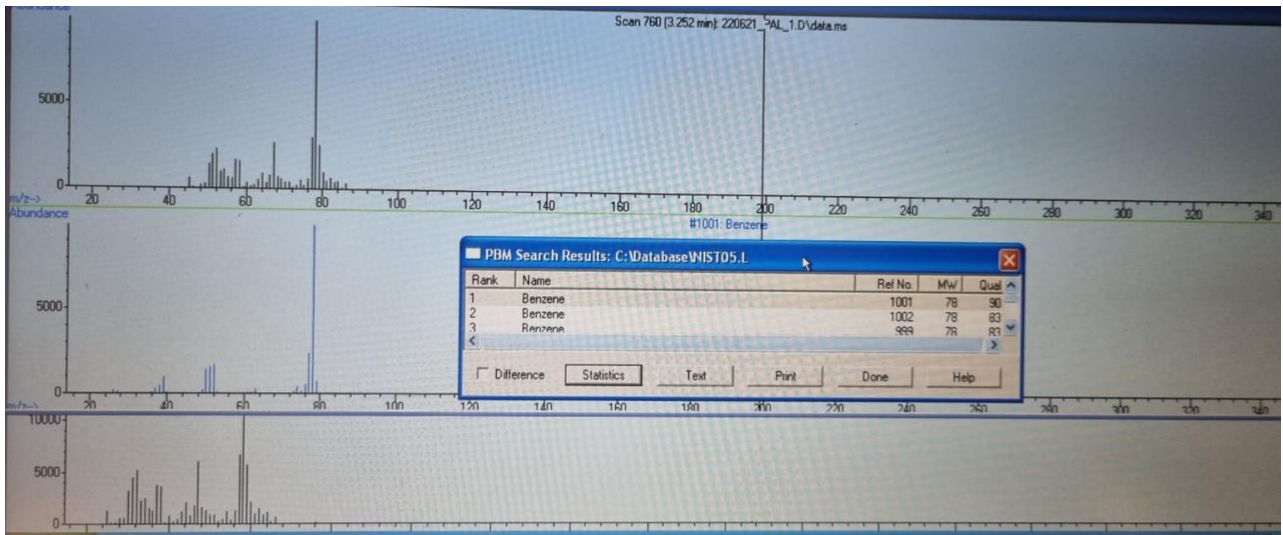 Abundance
Scan 760 (3.252 min): 220621_PAL_1.D\data.ms
5000
0
m/z--> 20 40 60 80 100 120 140 160 180 200 220 240 260 280 300 320 340
Abundance
#1001: Benzene
5000
0
m/z--> 20 40 60 80 100 120 140 160 180 200 220 240 260 280 300 320 340
PBM Search Results: C:\Database\NIST05.L
Rank Name Ref No. MW Qual
1 Benzene 1001 78 90
2 Benzene 1002 78 83
3 Benzene 999 78 83
Difference Statistics Text Print Done Help
10000
5000
0